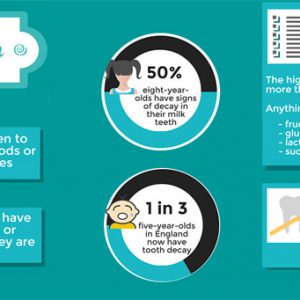 en to
ods or
es
have
or
ey are
50%
eight-year-
olds have signs
of decay in
their milk
teeth
1 in 3
five-year-olds
in England
now have
tooth decay
The hig
more th
Anythin
- fruc
- glu
- lact
- suc